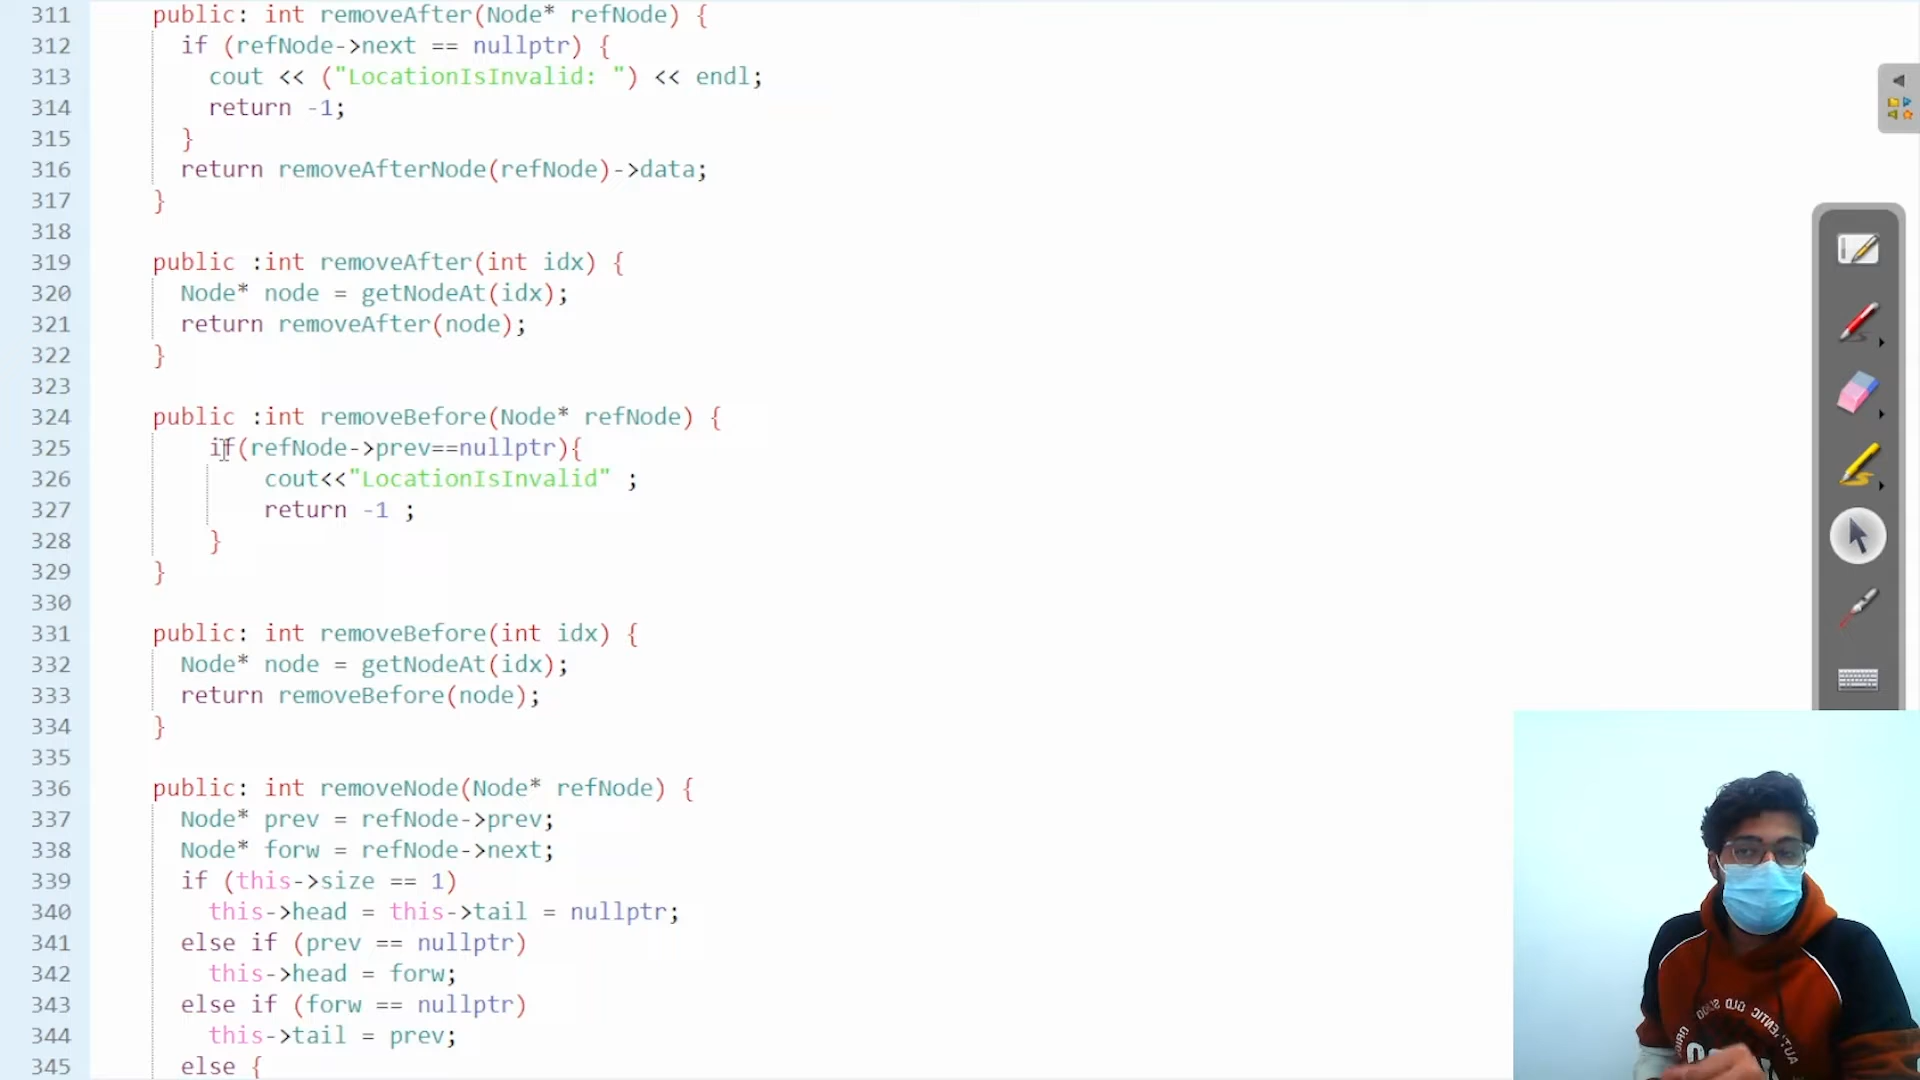 311 public: int removeAfter(Node* refNode) {
312 if (refNode->next == nullptr) {
313 cout << ("LocationIsInvalid: ") << endl;
314 return -1;
315 }
316 return removeAfterNode(refNode)->data;
317 }
318
319 public :int removeAfter(int idx) {
320 Node* node = getNodeAt(idx);
321 return removeAfter(node);
322 }
323
324 public :int removeBefore(Node* refNode) {
325 if(refNode->prev==nullptr){
326 cout<<"LocationIsInvalid" ;
327 return -1 ;
328 }
329 }
330
331 public: int removeBefore(int idx) {
332 Node* node = getNodeAt(idx);
333 return removeBefore(node);
334 }
335
336 public: int removeNode(Node* refNode) {
337 Node* prev = refNode->prev;
338 Node* forw = refNode->next;
339 if (this->size == 1)
340 this->head = this->tail = nullptr;
341 else if (prev == nullptr)
342 this->head = forw;
343 else if (forw == nullptr)
344 this->tail = prev;
345 else {